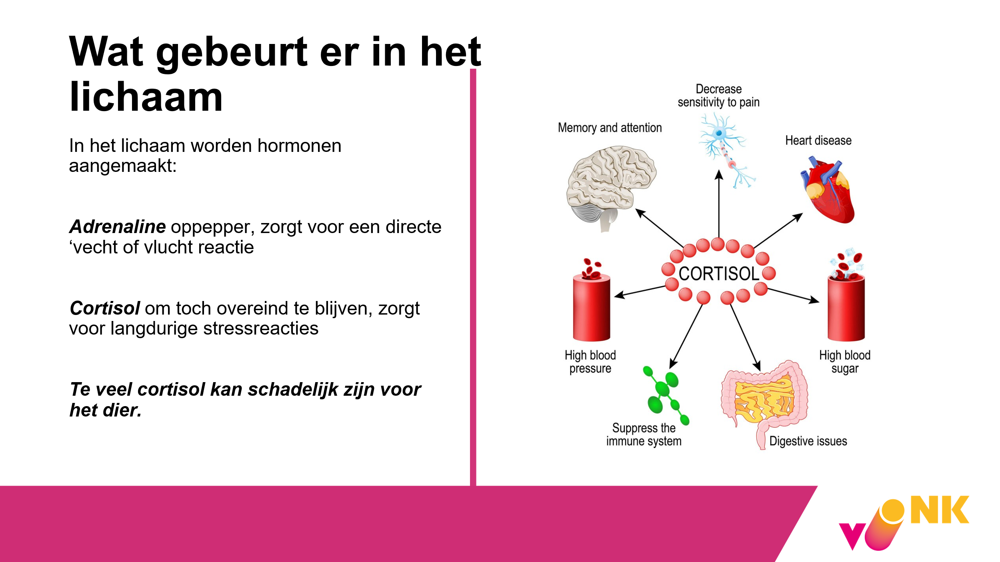 Wat gebeurt er in het
lichaam
In het lichaam worden hormonen
aangemaakt:
Adrenaline oppepper, zorgt voor een directe
‘vecht of vlucht reactie
Cortisol om toch overeind te blijven, zorgt
voor langdurige stressreacties
Te veel cortisol kan schadelijk zijn voor
het dier.
Decrease
sensitivity to pain
Memory and attention
Heart disease
CORTISOL
High blood
pressure
High blood
sugar
Suppress the
immune system
Digestive issues
VONK